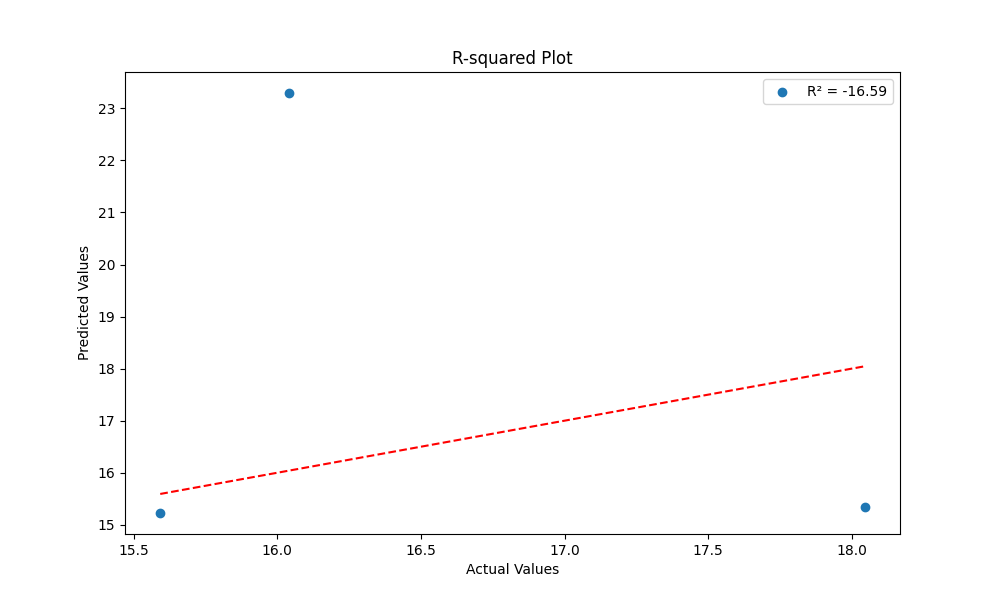 R-squared Plot
R² = -16.59
Predicted Values
23
22
21
20
19
18
17
16
15
15.5 16.0 16.5 17.0 17.5 18.0
Actual Values